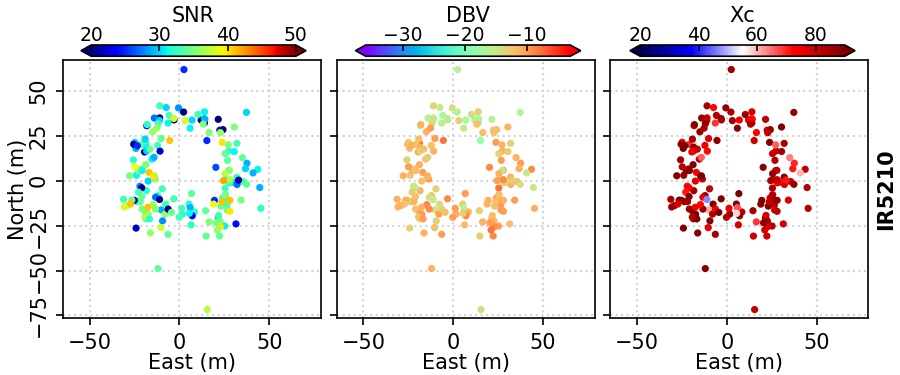 SNR DBV Xc
20 30 40 50 −30 −20 −10 20 40 60 80
50
25
0
−25
−50
−75
North (m)
−50 0 50 −50 0 50 −50 0 50
East (m) East (m) East (m)
IR5210